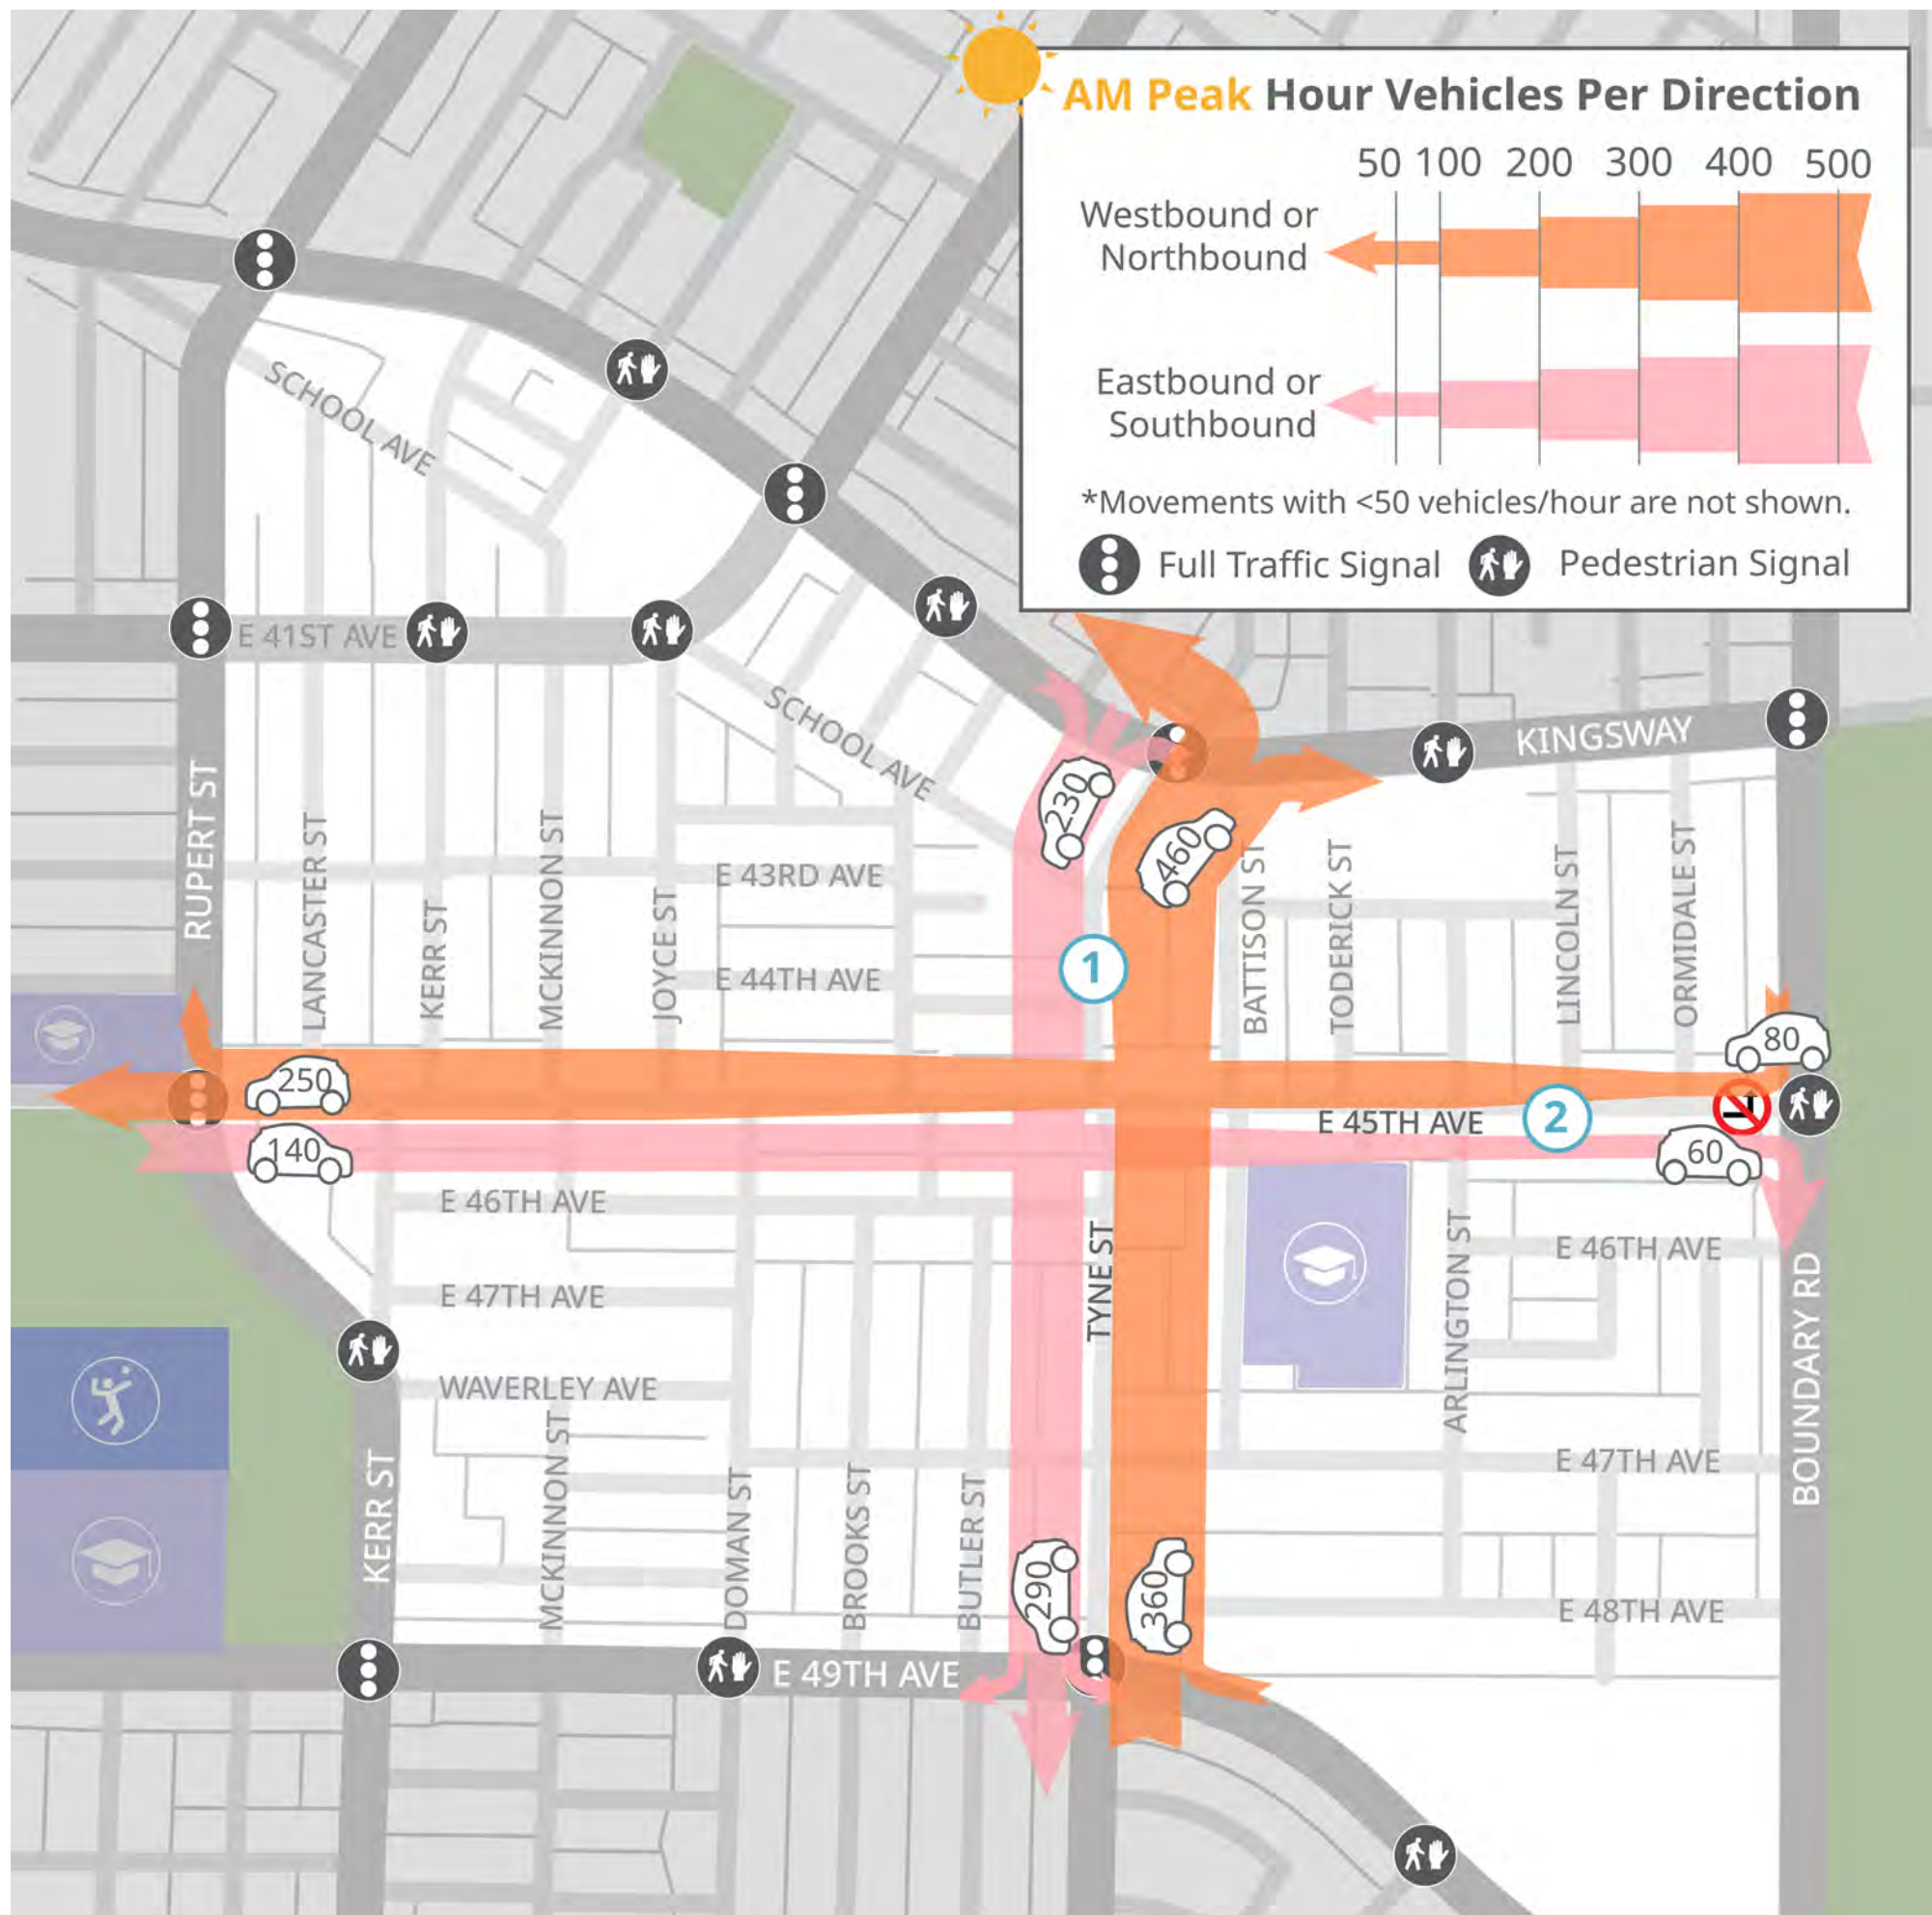 AM Peak Hour Vehicles Per Direction
50 100 200 300 400 500
Westbound or
Northbound
Eastbound or
Southbound
*Movements with <50 vehicles/hour are not shown.
Full Traffic Signal
Pedestrian Signal
SCHOOL AVE
E 41ST AVE
SCHOOL AVE
KINGSWAY
RUPERT ST
LANCASTER ST
KERR ST
MCKINNON ST
JOYCE ST
E 43RD AVE
E 44TH AVE
230
460
1
BATTISON ST
TODERICK ST
LINCOLN ST
ORMIDALE ST
80
250
140
E 45TH AVE
2
60
E 46TH AVE
E 47TH AVE
WAVERLEY AVE
TYNE ST
ARLINGTON ST
E 46TH AVE
E 47TH AVE
E 48TH AVE
BOUNDARY RD
KERR ST
MCKINNON ST
DOMAN ST
BROOKS ST
BUTLER ST
290
360
E 49TH AVE